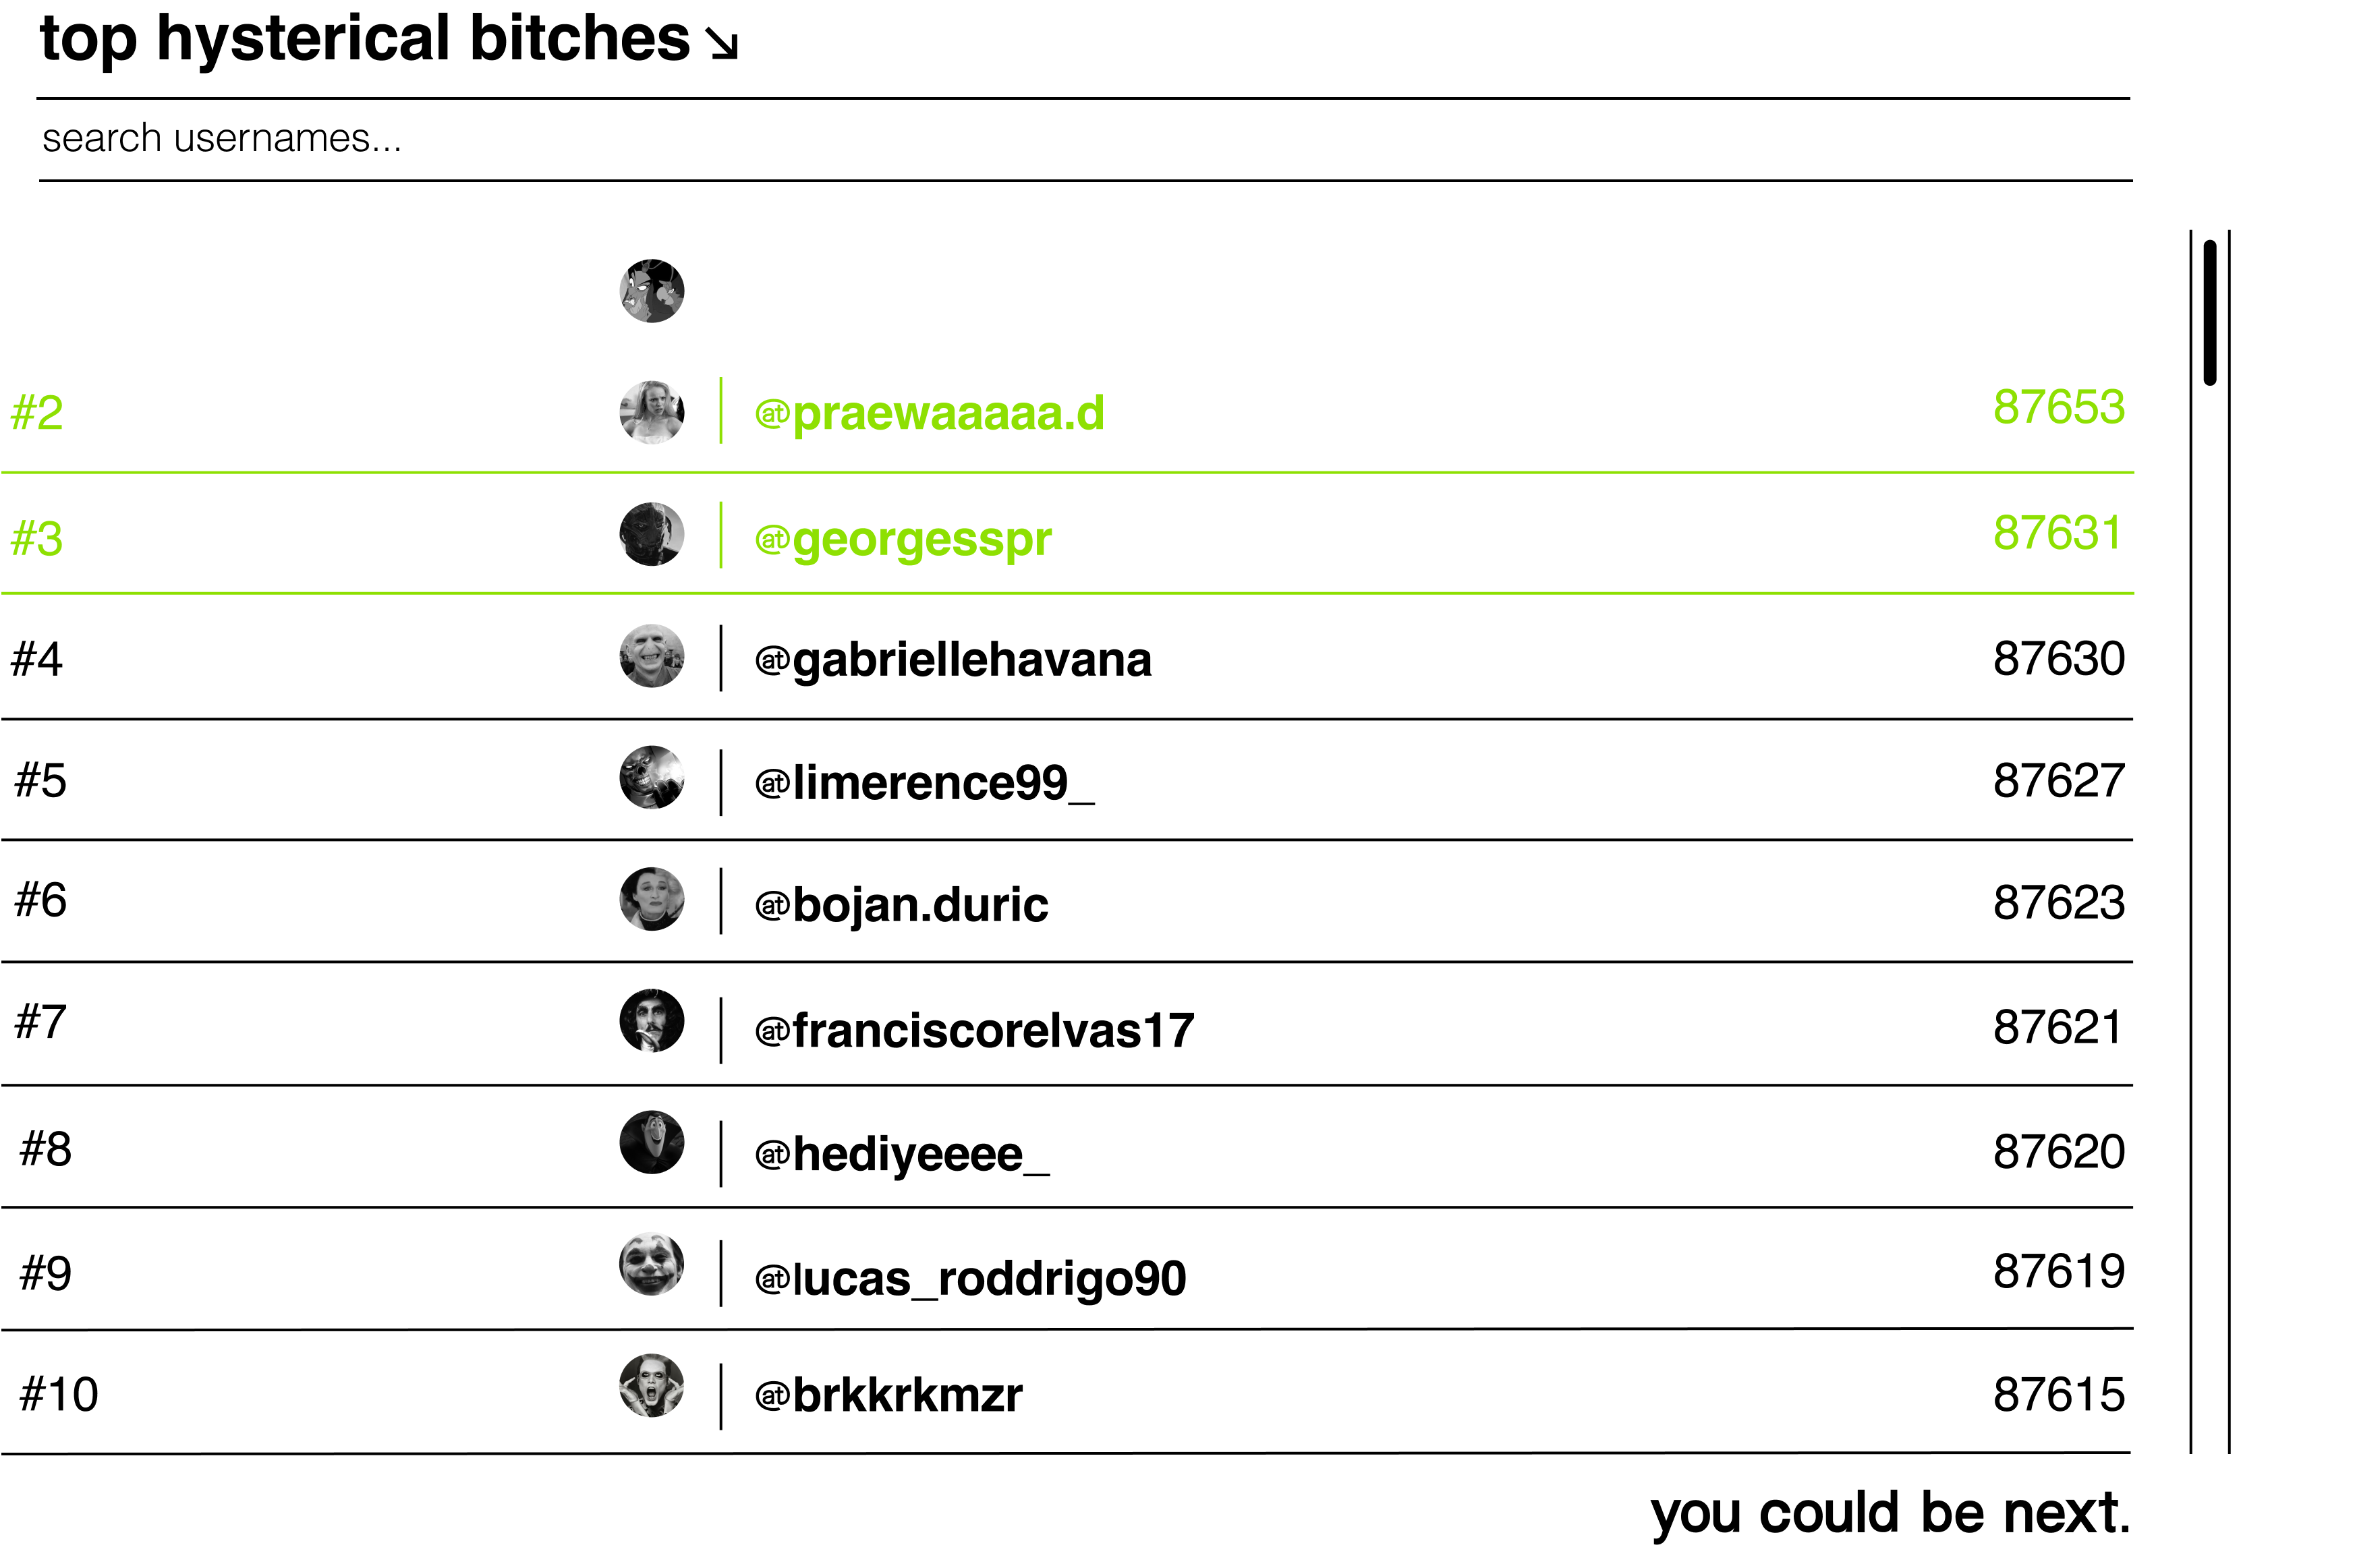 top hysterical bitches ↘
search usernames...
#2 @praewaaaaa.d 87653
#3 @georgesspr 87631
#4 @gabriellehavana 87630
#5 @limerence99_ 87627
#6 @bojan.duric 87623
#7 @franciscorelvas17 87621
#8 @hediyeeee_ 87620
#9 @lucas_roddrigo90 87619
#10 @brkkrkmzr 87615
you could be next.